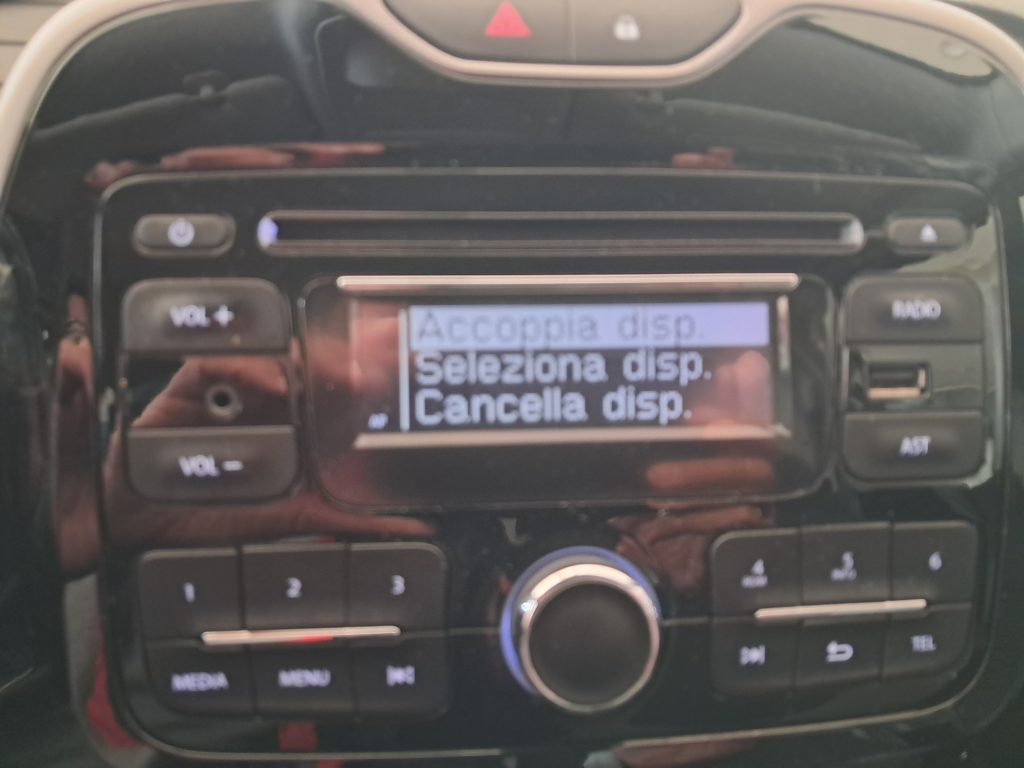 VOL +
Accoppia disp.
Seleziona disp.
Cancella disp.
RADIO
VOL −
AST
1
2
3
4
5
6
MEDIA
MENU
TEL